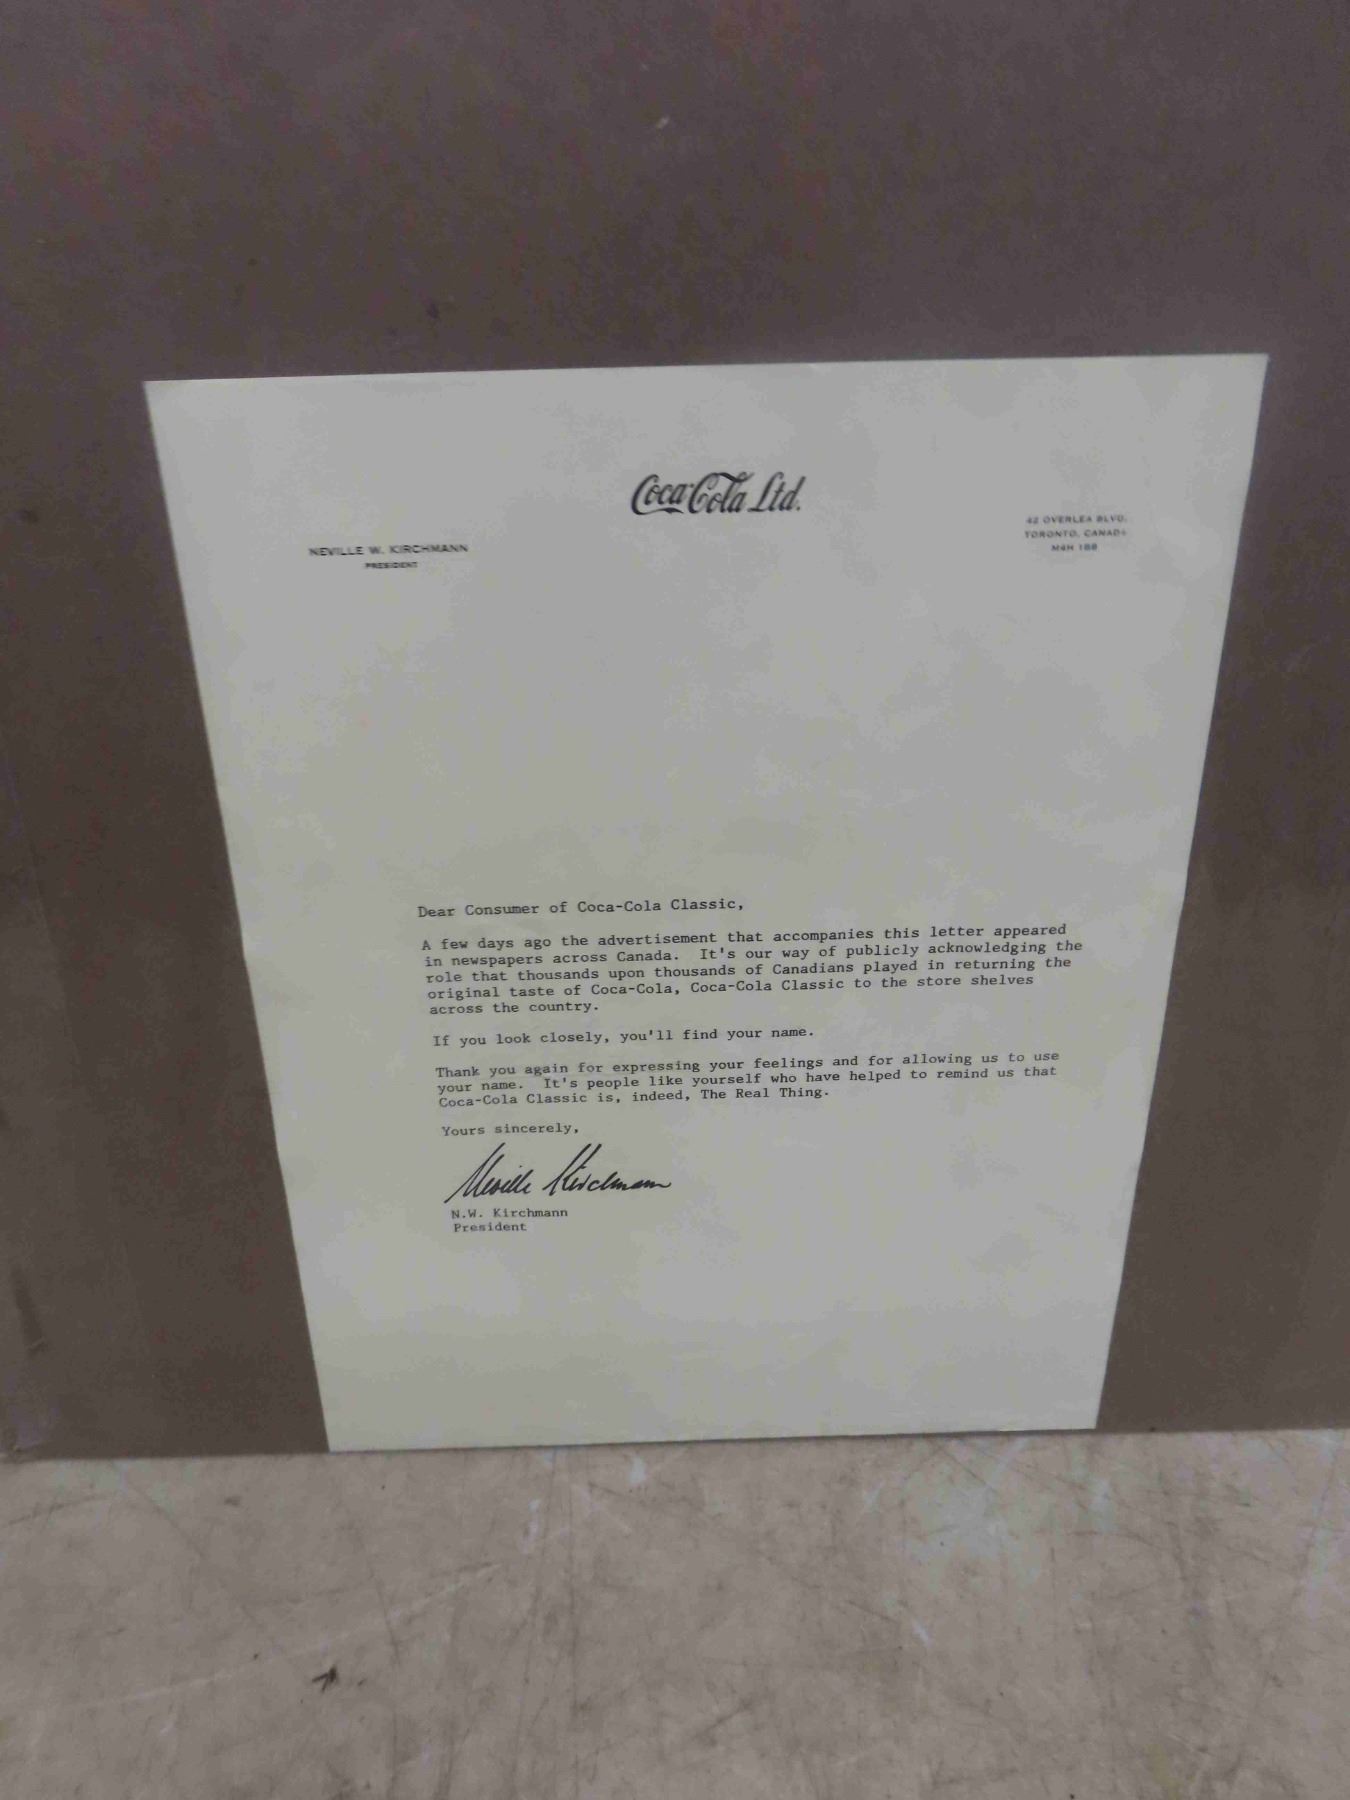 Coca-Cola Ltd.
NEVILLE W. KIRCHMANN
PRESIDENT
42 OVERLEA BLVD.
TORONTO, CANADA
M4H 1B8
Dear Consumer of Coca-Cola Classic,
A few days ago the advertisement that accompanies this letter appeared
in newspapers across Canada.  It's our way of publicly acknowledging the
role that thousands upon thousands of Canadians played in returning the
original taste of Coca-Cola, Coca-Cola Classic to the store shelves
across the country.
If you look closely, you'll find your name.
Thank you again for expressing your feelings and for allowing us to use
your name.  It's people like yourself who have helped to remind us that
Coca-Cola Classic is, indeed, The Real Thing.
Yours sincerely,
Neville Kirchmann
N.W. Kirchmann
President